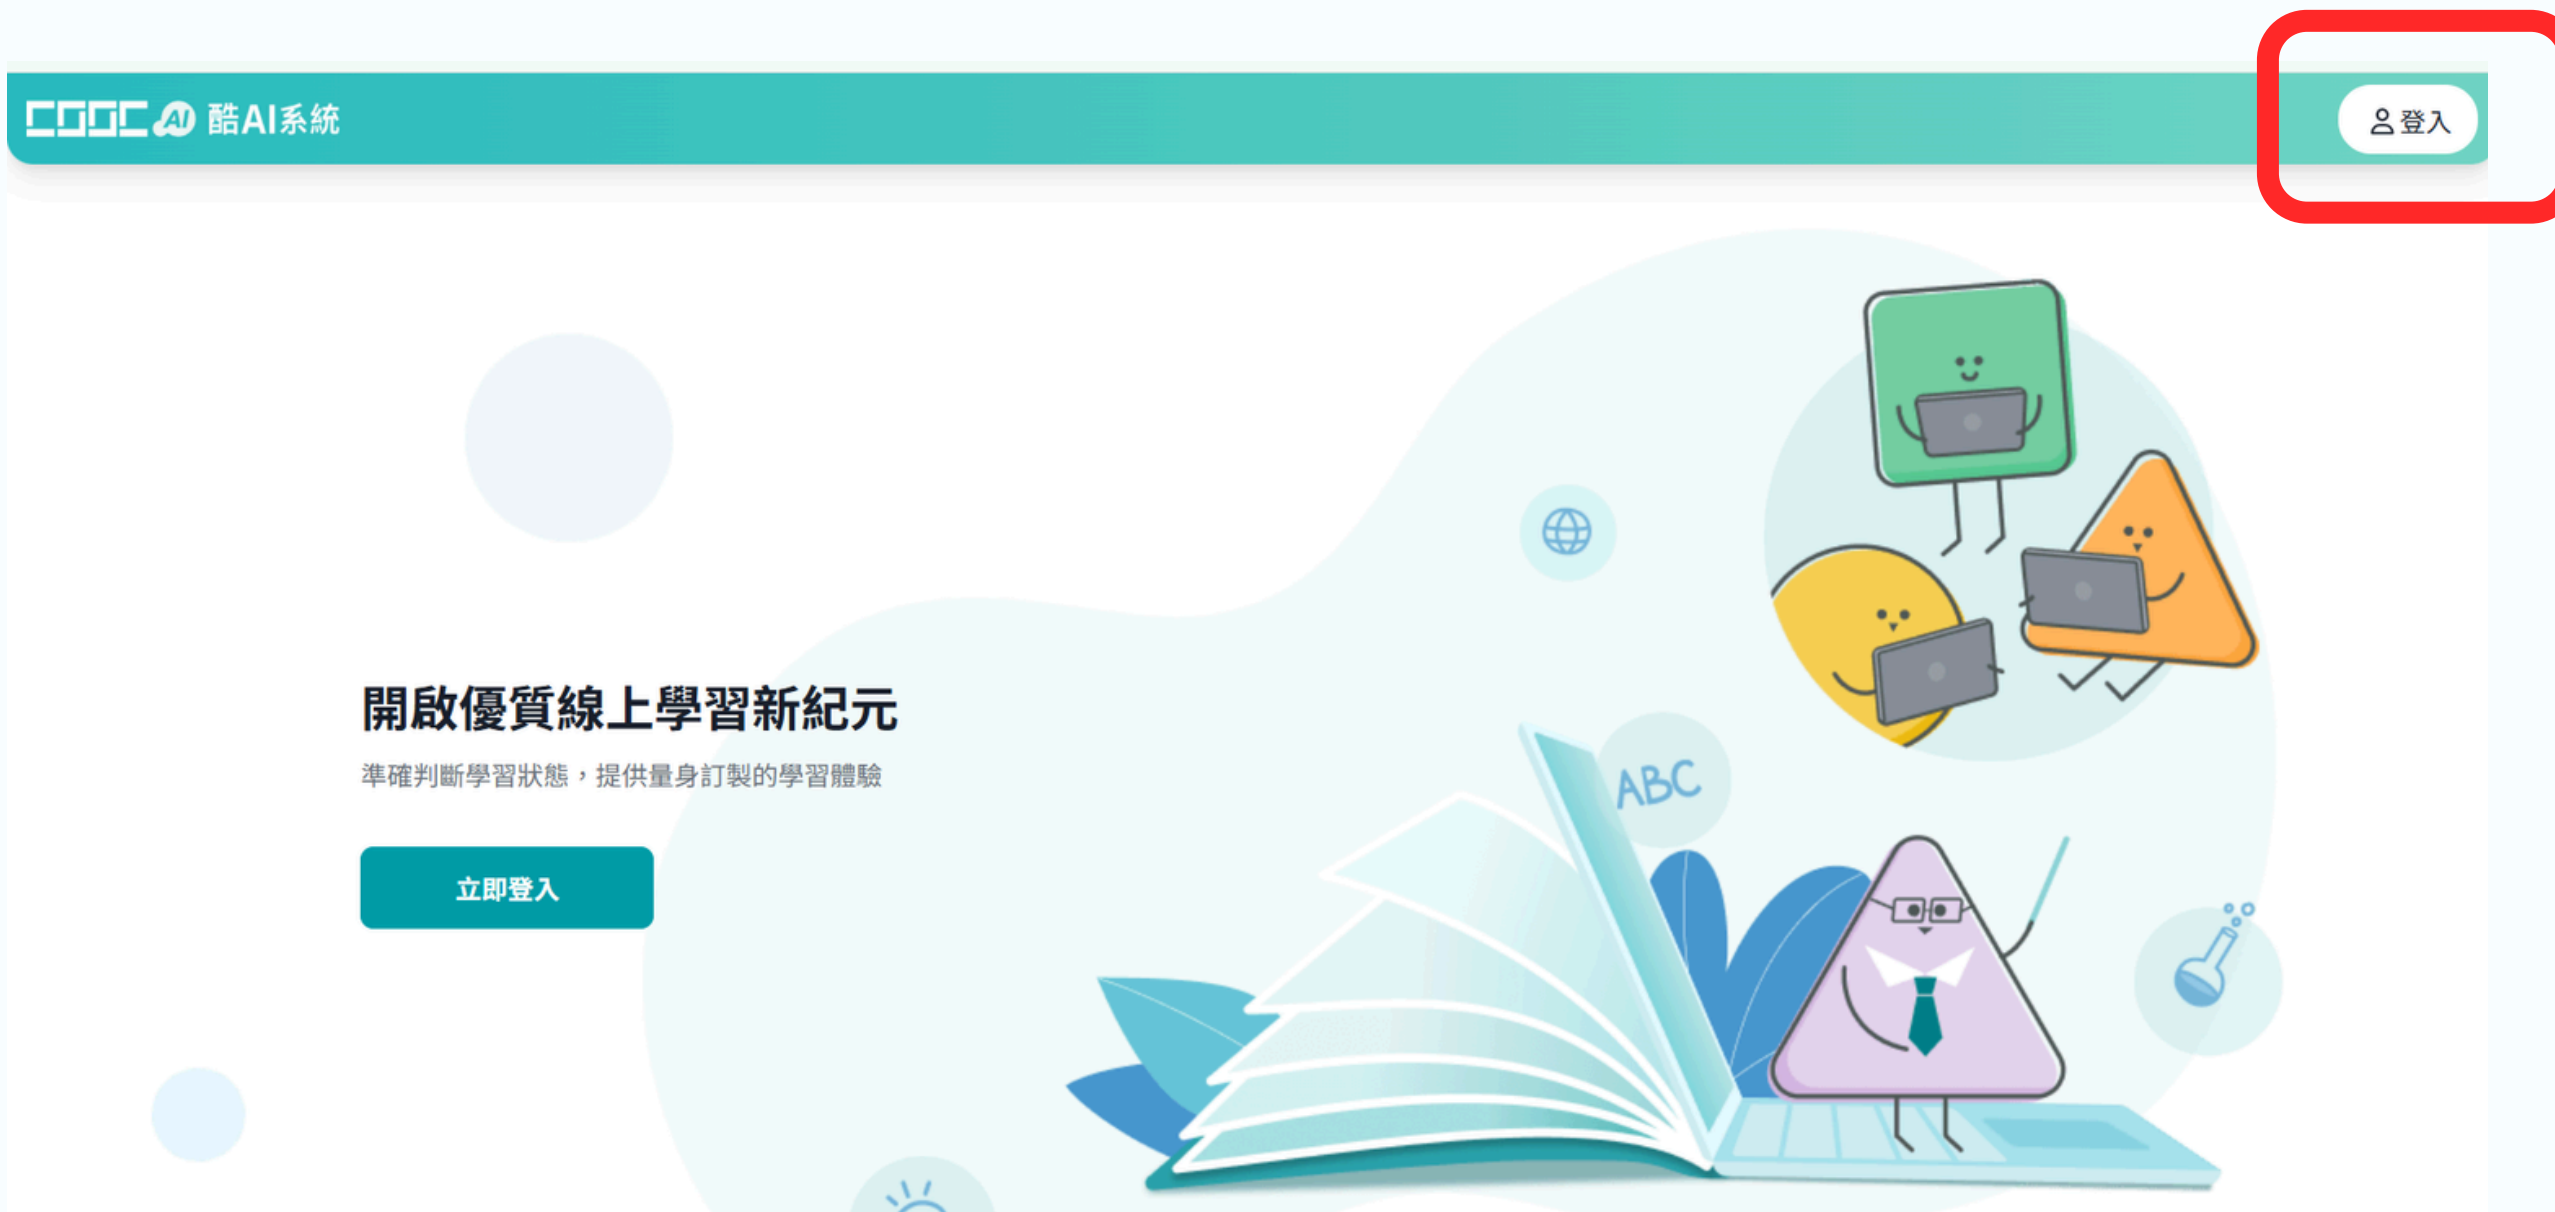 COOC AI 酷AI系統
登入
開啟優質線上學習新紀元
準確判斷學習狀態，提供量身訂製的學習體驗
立即登入
ABC